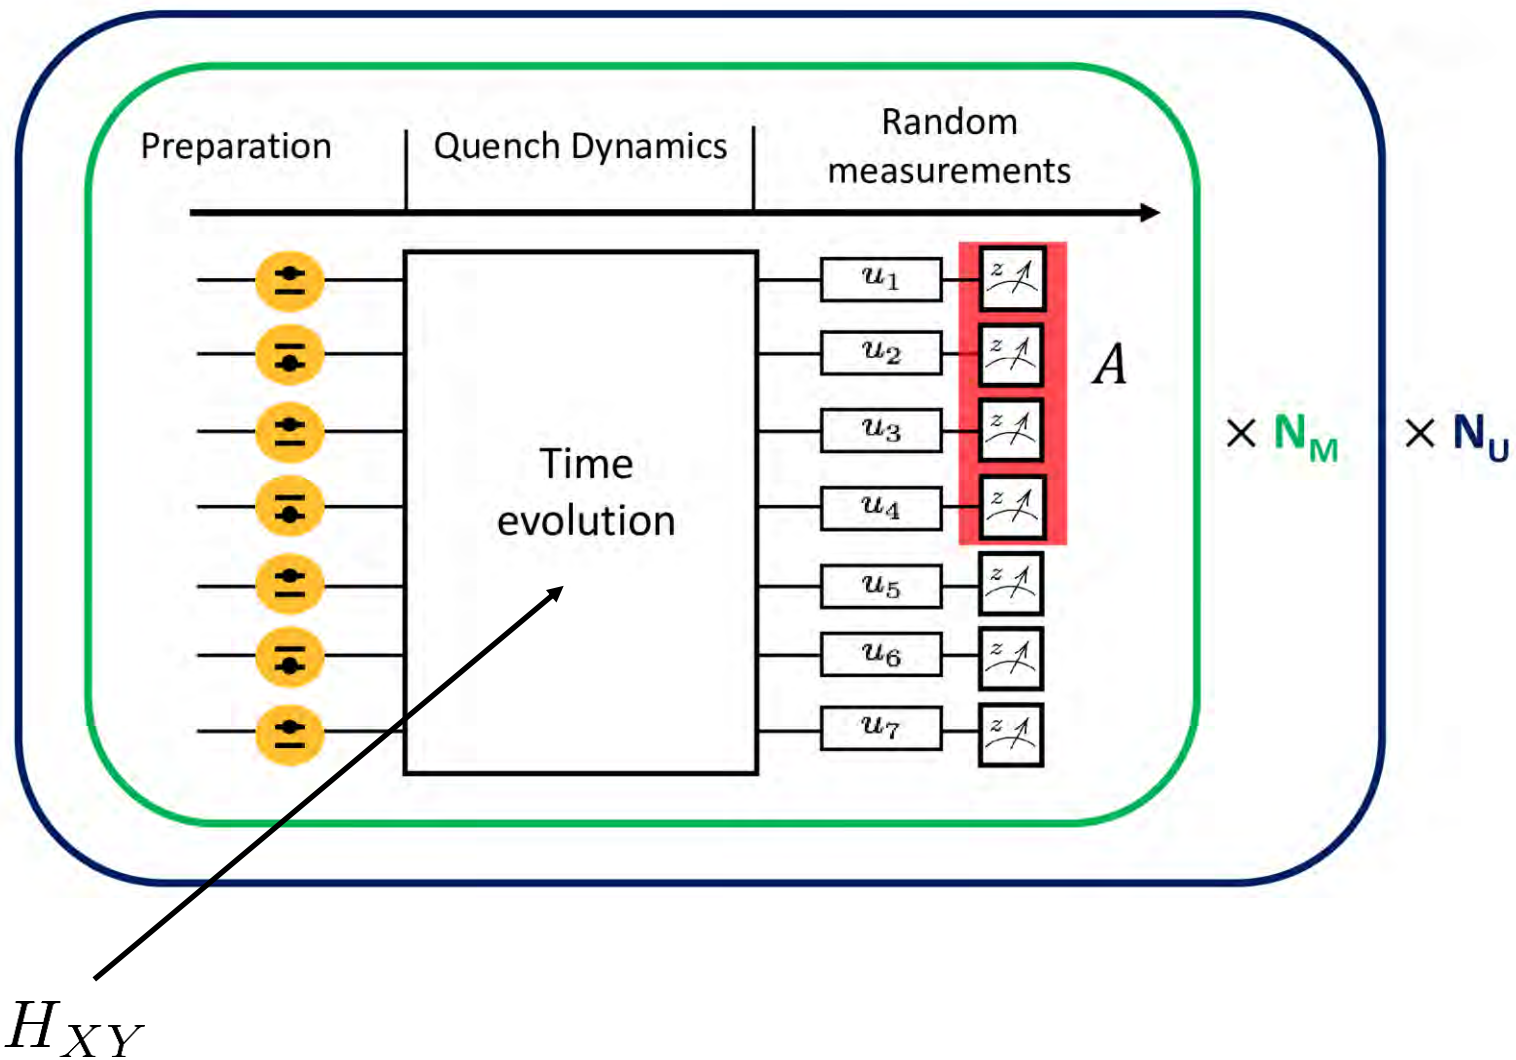 Preparation
Quench Dynamics
Random
measurements
u1
z
u2
z
A
u3
z
× NM
× NU
Time
evolution
u4
z
u5
z
u6
z
u7
z
HXY